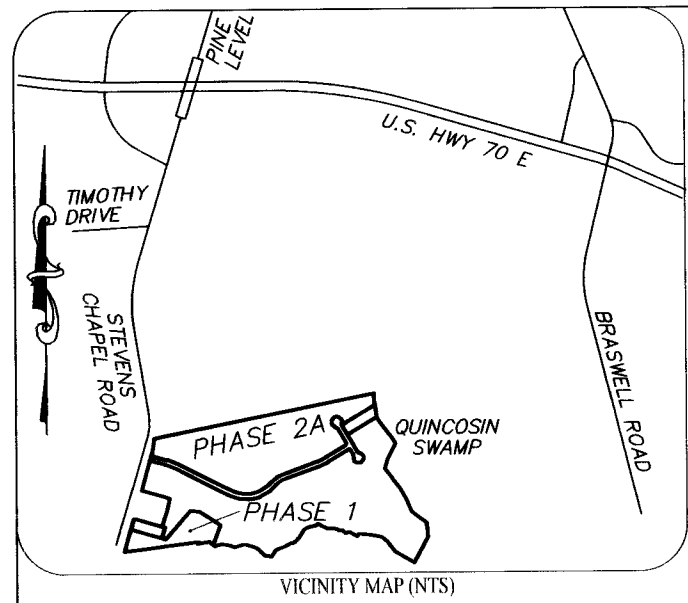 PINE
LEVEL
U.S. HWY 70 E
TIMOTHY
DRIVE
STEVENS
CHAPEL ROAD
BRASWELL ROAD
PHASE 2A
QUINCOSIN
SWAMP
PHASE 1
VICINITY MAP (NTS)